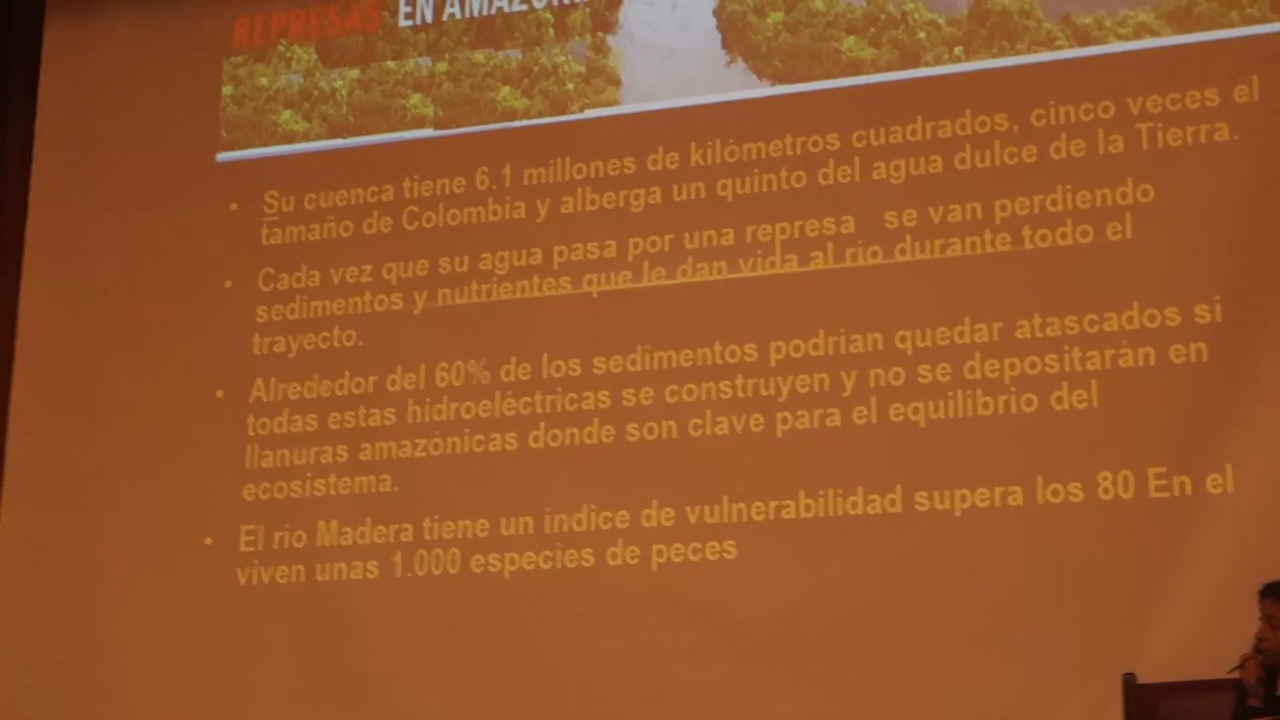 REPRESAS EN
• Su cuenca tiene 6.1 millones de kilómetros cuadrados, cinco veces el
tamaño de Colombia y alberga un quinto del agua dulce de la Tierra.
• Cada vez que su agua pasa por una represa se van perdiendo
sedimentos y nutrientes que le dan vida al río durante todo el
trayecto.
• Alrededor del 60% de los sedimentos podrían quedar atascados si
todas estas hidroeléctricas se construyen y no se depositarán en
llanuras amazónicas donde son clave para el equilibrio del
ecosistema.
• El rio Madera tiene un indice de vulnerabilidad supera los 80 En el
viven unas 1.000 especies de peces